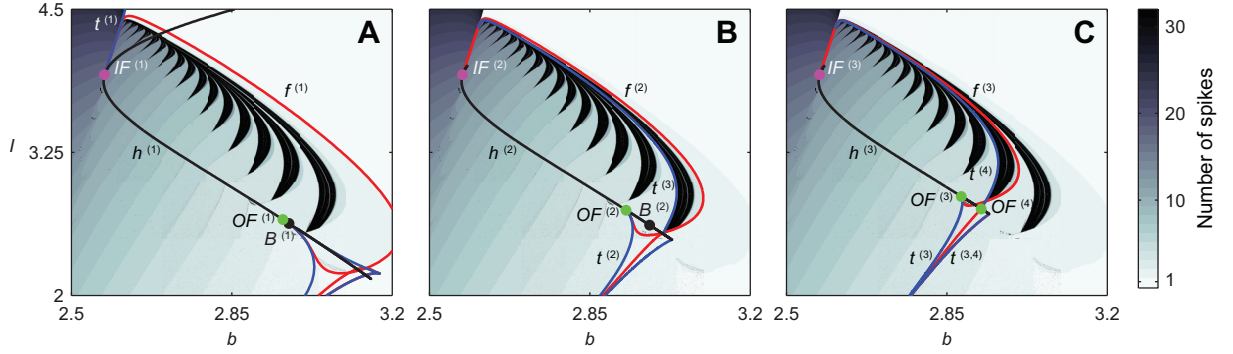 4.5
3.25
2
I
2.5
2.85
3.2
b
A
t (1)
IF (1)
f (1)
h (1)
OF (1)
B (1)
2.5
2.85
3.2
b
B
IF (2)
f (2)
h (2)
t (3)
OF (2)
B (2)
t (2)
2.5
2.85
3.2
b
C
IF (3)
f (3)
h (3)
t (4)
OF (3)
OF (4)
t (3)
t (3,4)
30
20
10
1
Number of spikes